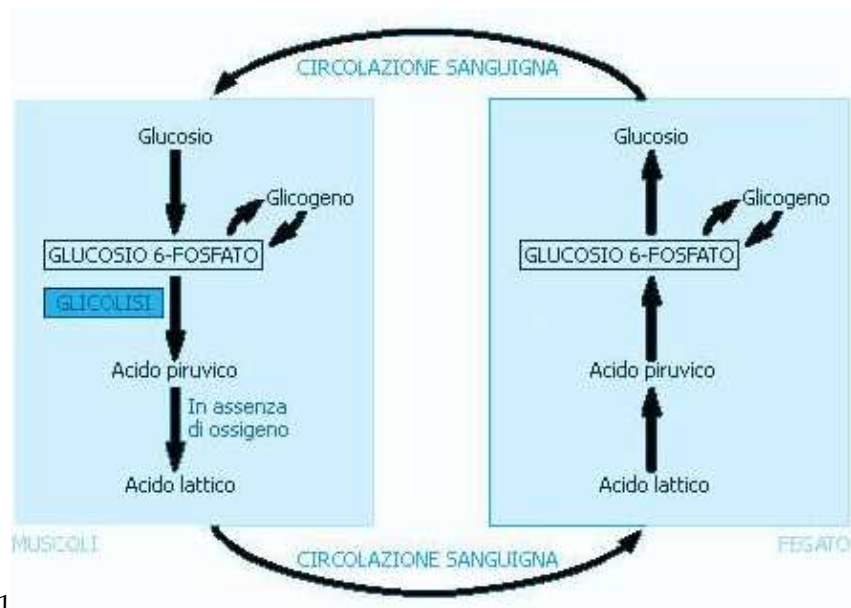 CIRCOLAZIONE SANGUIGNA
Glucosio
Glicogeno
GLUCOSIO 6-FOSFATO
GLICOLISI
Acido piruvico
In assenza
di ossigeno
Acido lattico
MUSCOLI
Glucosio
Glicogeno
GLUCOSIO 6-FOSFATO
Acido piruvico
Acido lattico
FEGATO
CIRCOLAZIONE SANGUIGNA
1